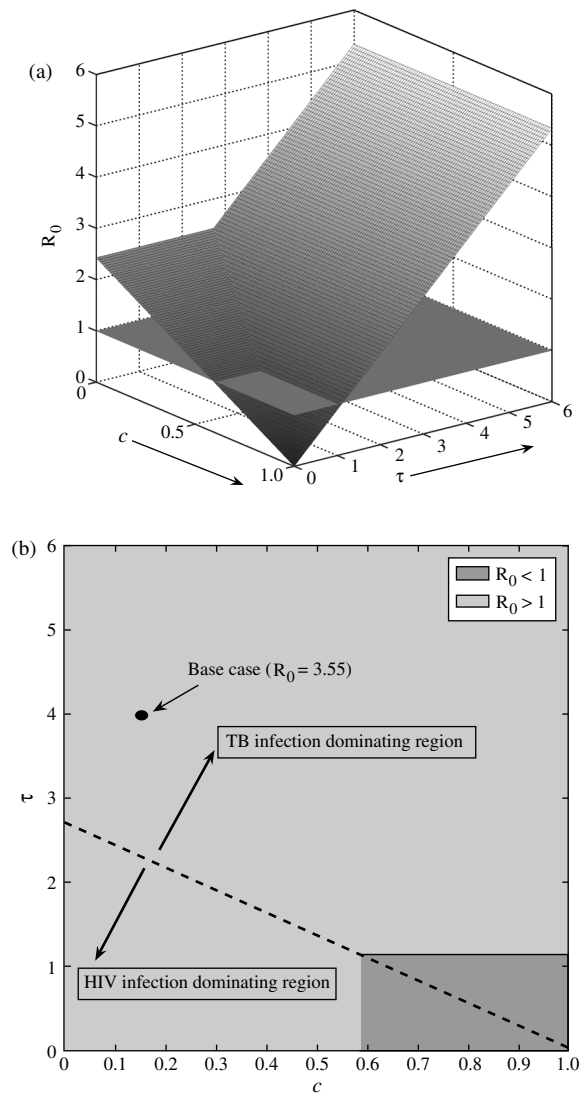 (a)
6
5
4
3
2
1
0
R0
0
0.5
1.0
c
0
1
2
3
4
5
6
τ
(b)
6
5
4
3
2
1
0
τ
R0 < 1
R0 > 1
Base case (R0 = 3.55)
TB infection dominating region
HIV infection dominating region
0 0.1 0.2 0.3 0.4 0.5 0.6 0.7 0.8 0.9 1.0
c